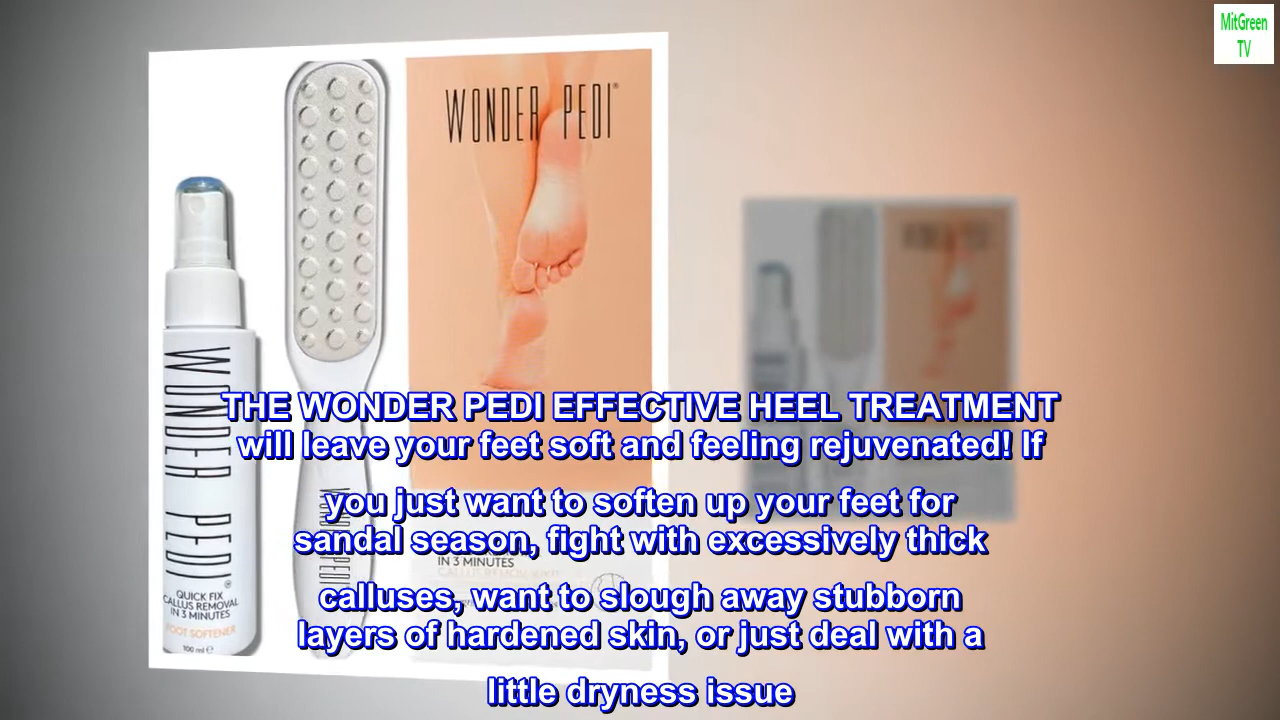 MitGreen
TV
WONDER PEDI®
WONDER PEDI®
QUICK FIX
CALLUS REMOVAL
IN 3 MINUTES
FOOT SOFTENER
100 ml e
WONDER PEDI
IN 3 MINUTES
THE WONDER PEDI EFFECTIVE HEEL TREATMENT
will leave your feet soft and feeling rejuvenated! If
you just want to soften up your feet for
sandal season, fight with excessively thick
calluses, want to slough away stubborn
layers of hardened skin, or just deal with a
little dryness issue